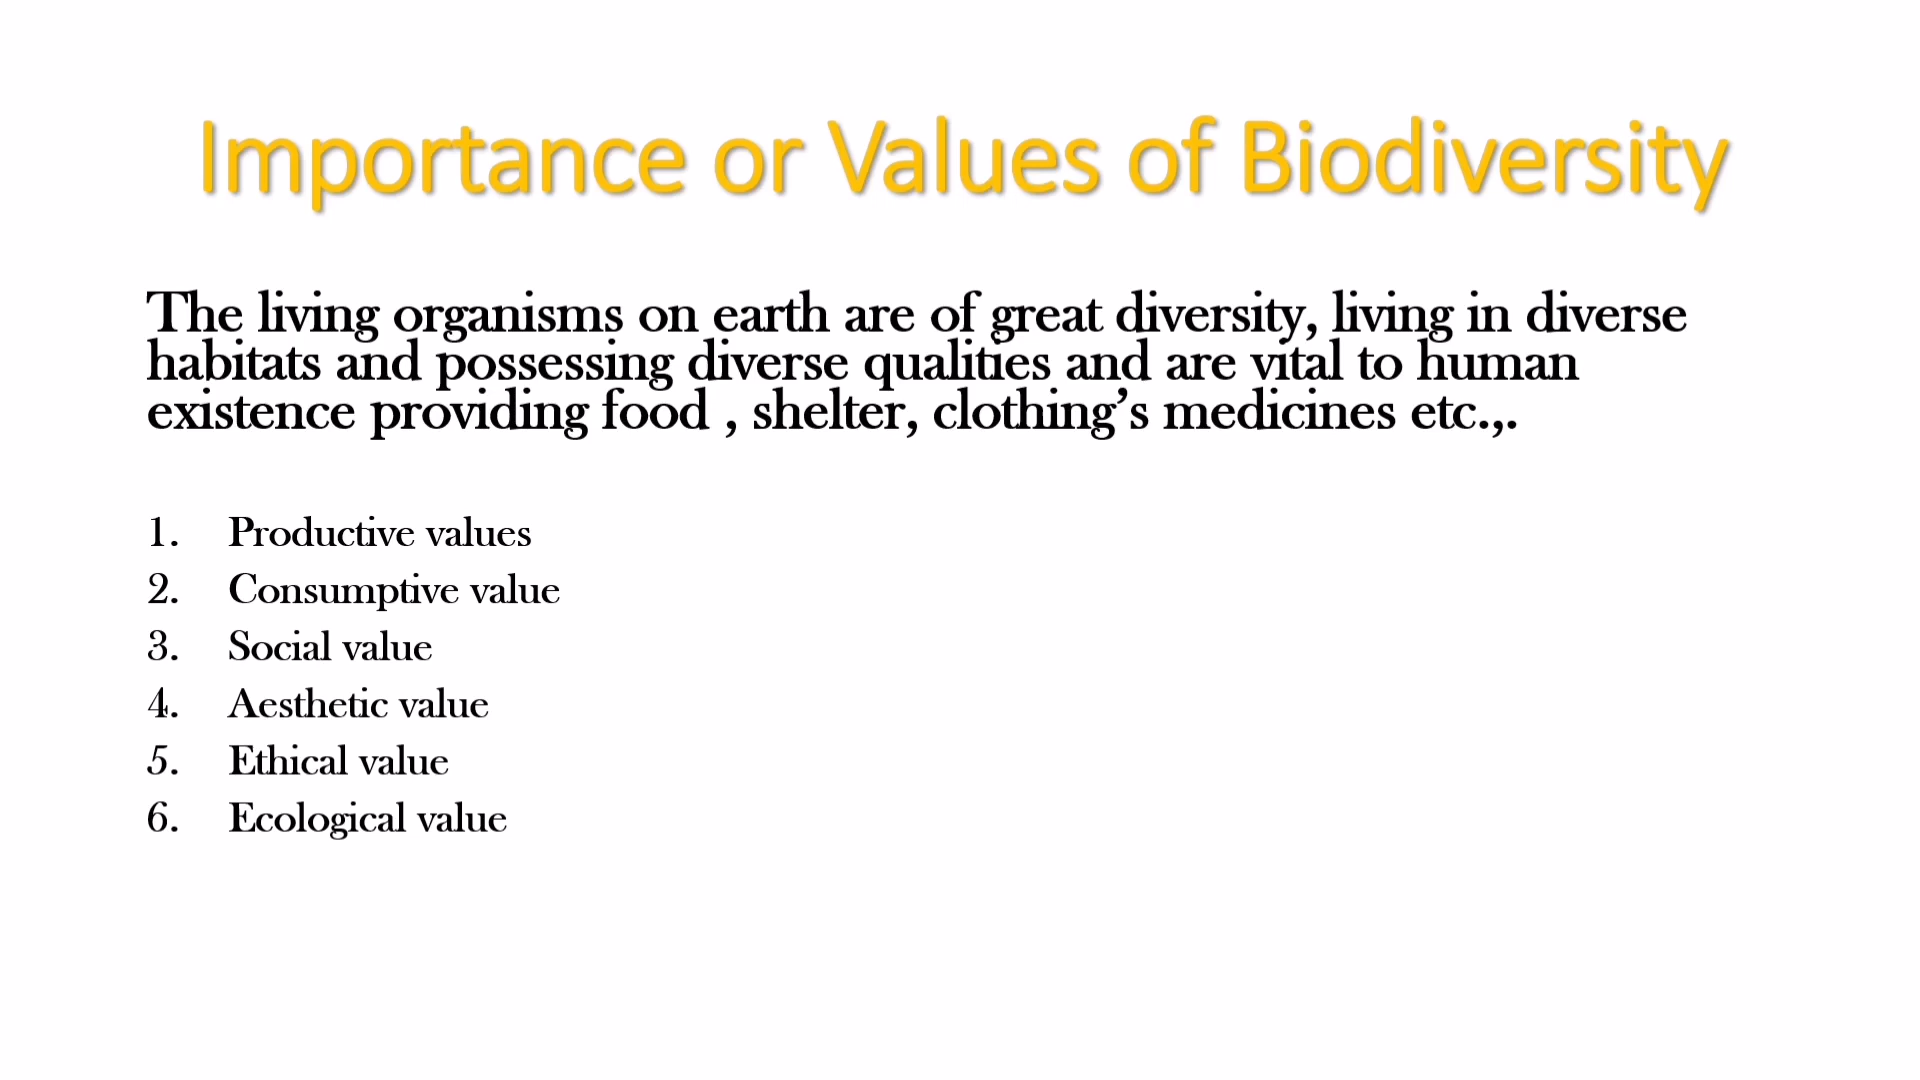 Importance or Values of Biodiversity
The living organisms on earth are of great diversity, living in diverse
habitats and possessing diverse qualities and are vital to human
existence providing food , shelter, clothing’s medicines etc.,.
1. Productive values
2. Consumptive value
3. Social value
4. Aesthetic value
5. Ethical value
6. Ecological value